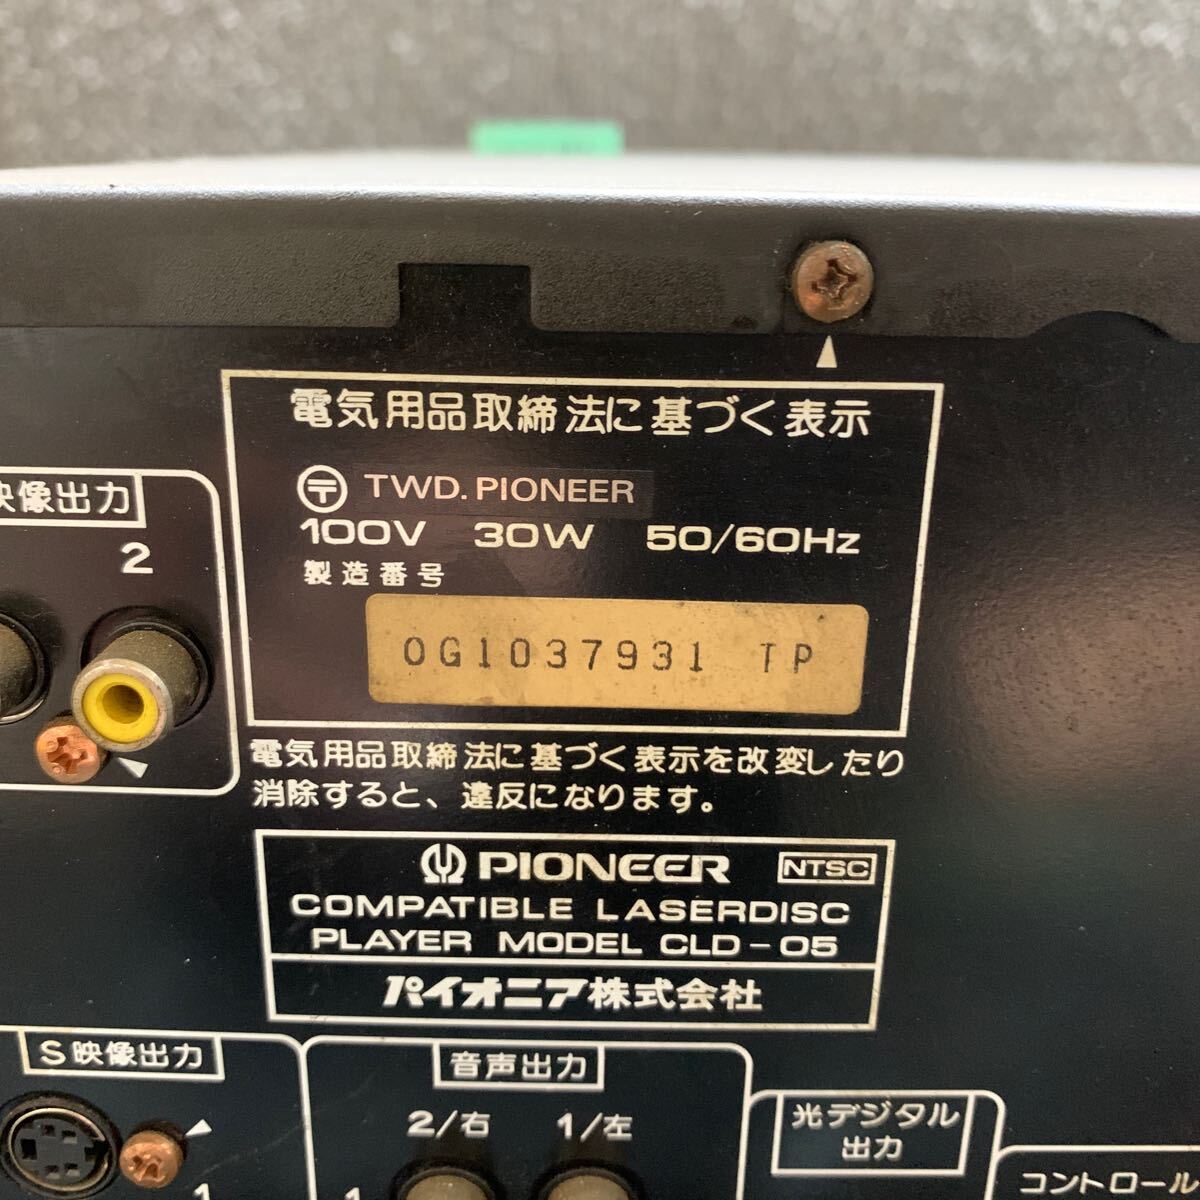 電気用品取締法に基づく表示
〒 TWD. PIONEER
100V 30W 50/60Hz
製造番号
0G1037931 TP
電気用品取締法に基づく表示を改変したり
消除すると、違反になります。
PIONEER NTSC
COMPATIBLE LASERDISC
PLAYER MODEL CLD-05
パイオニア株式会社
映像出力
2
S映像出力
1
音声出力
2/右 1/左
1
光デジタル
出力
コントロール